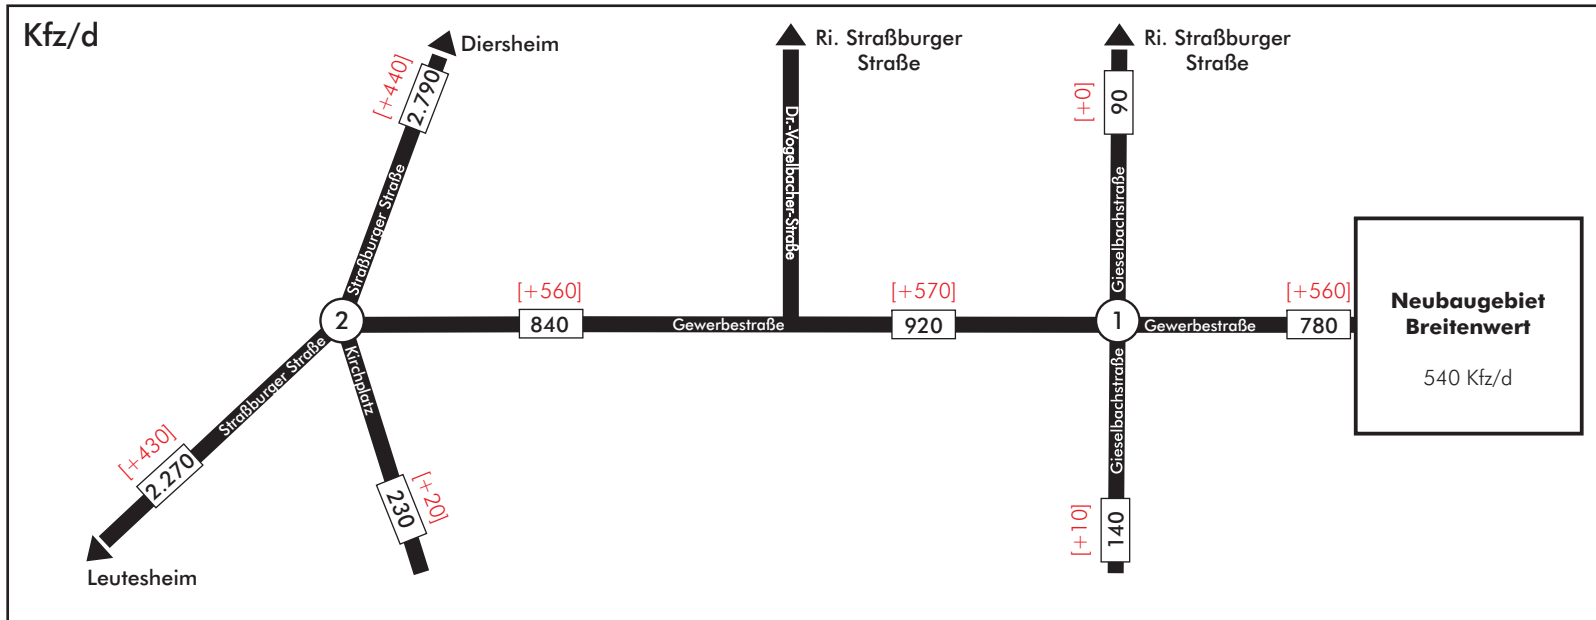 Kfz/d
Diersheim
Ri. Straßburger
Straße
Ri. Straßburger
Straße
[+440]
2.790
[+0]
90
Dr.-Vogelbacher-Straße
Straßburger Straße
Gieselbachstraße
[+560]
840
Gewerbestraße
[+570]
920
1
Gewerbestraße
[+560]
780
Neubaugebiet
Breitenwert
540 Kfz/d
2
Straßburger Straße
Kirchplatz
Gieselbachstraße
[+430]
2.270
[+20]
230
[+10]
140
Leutesheim